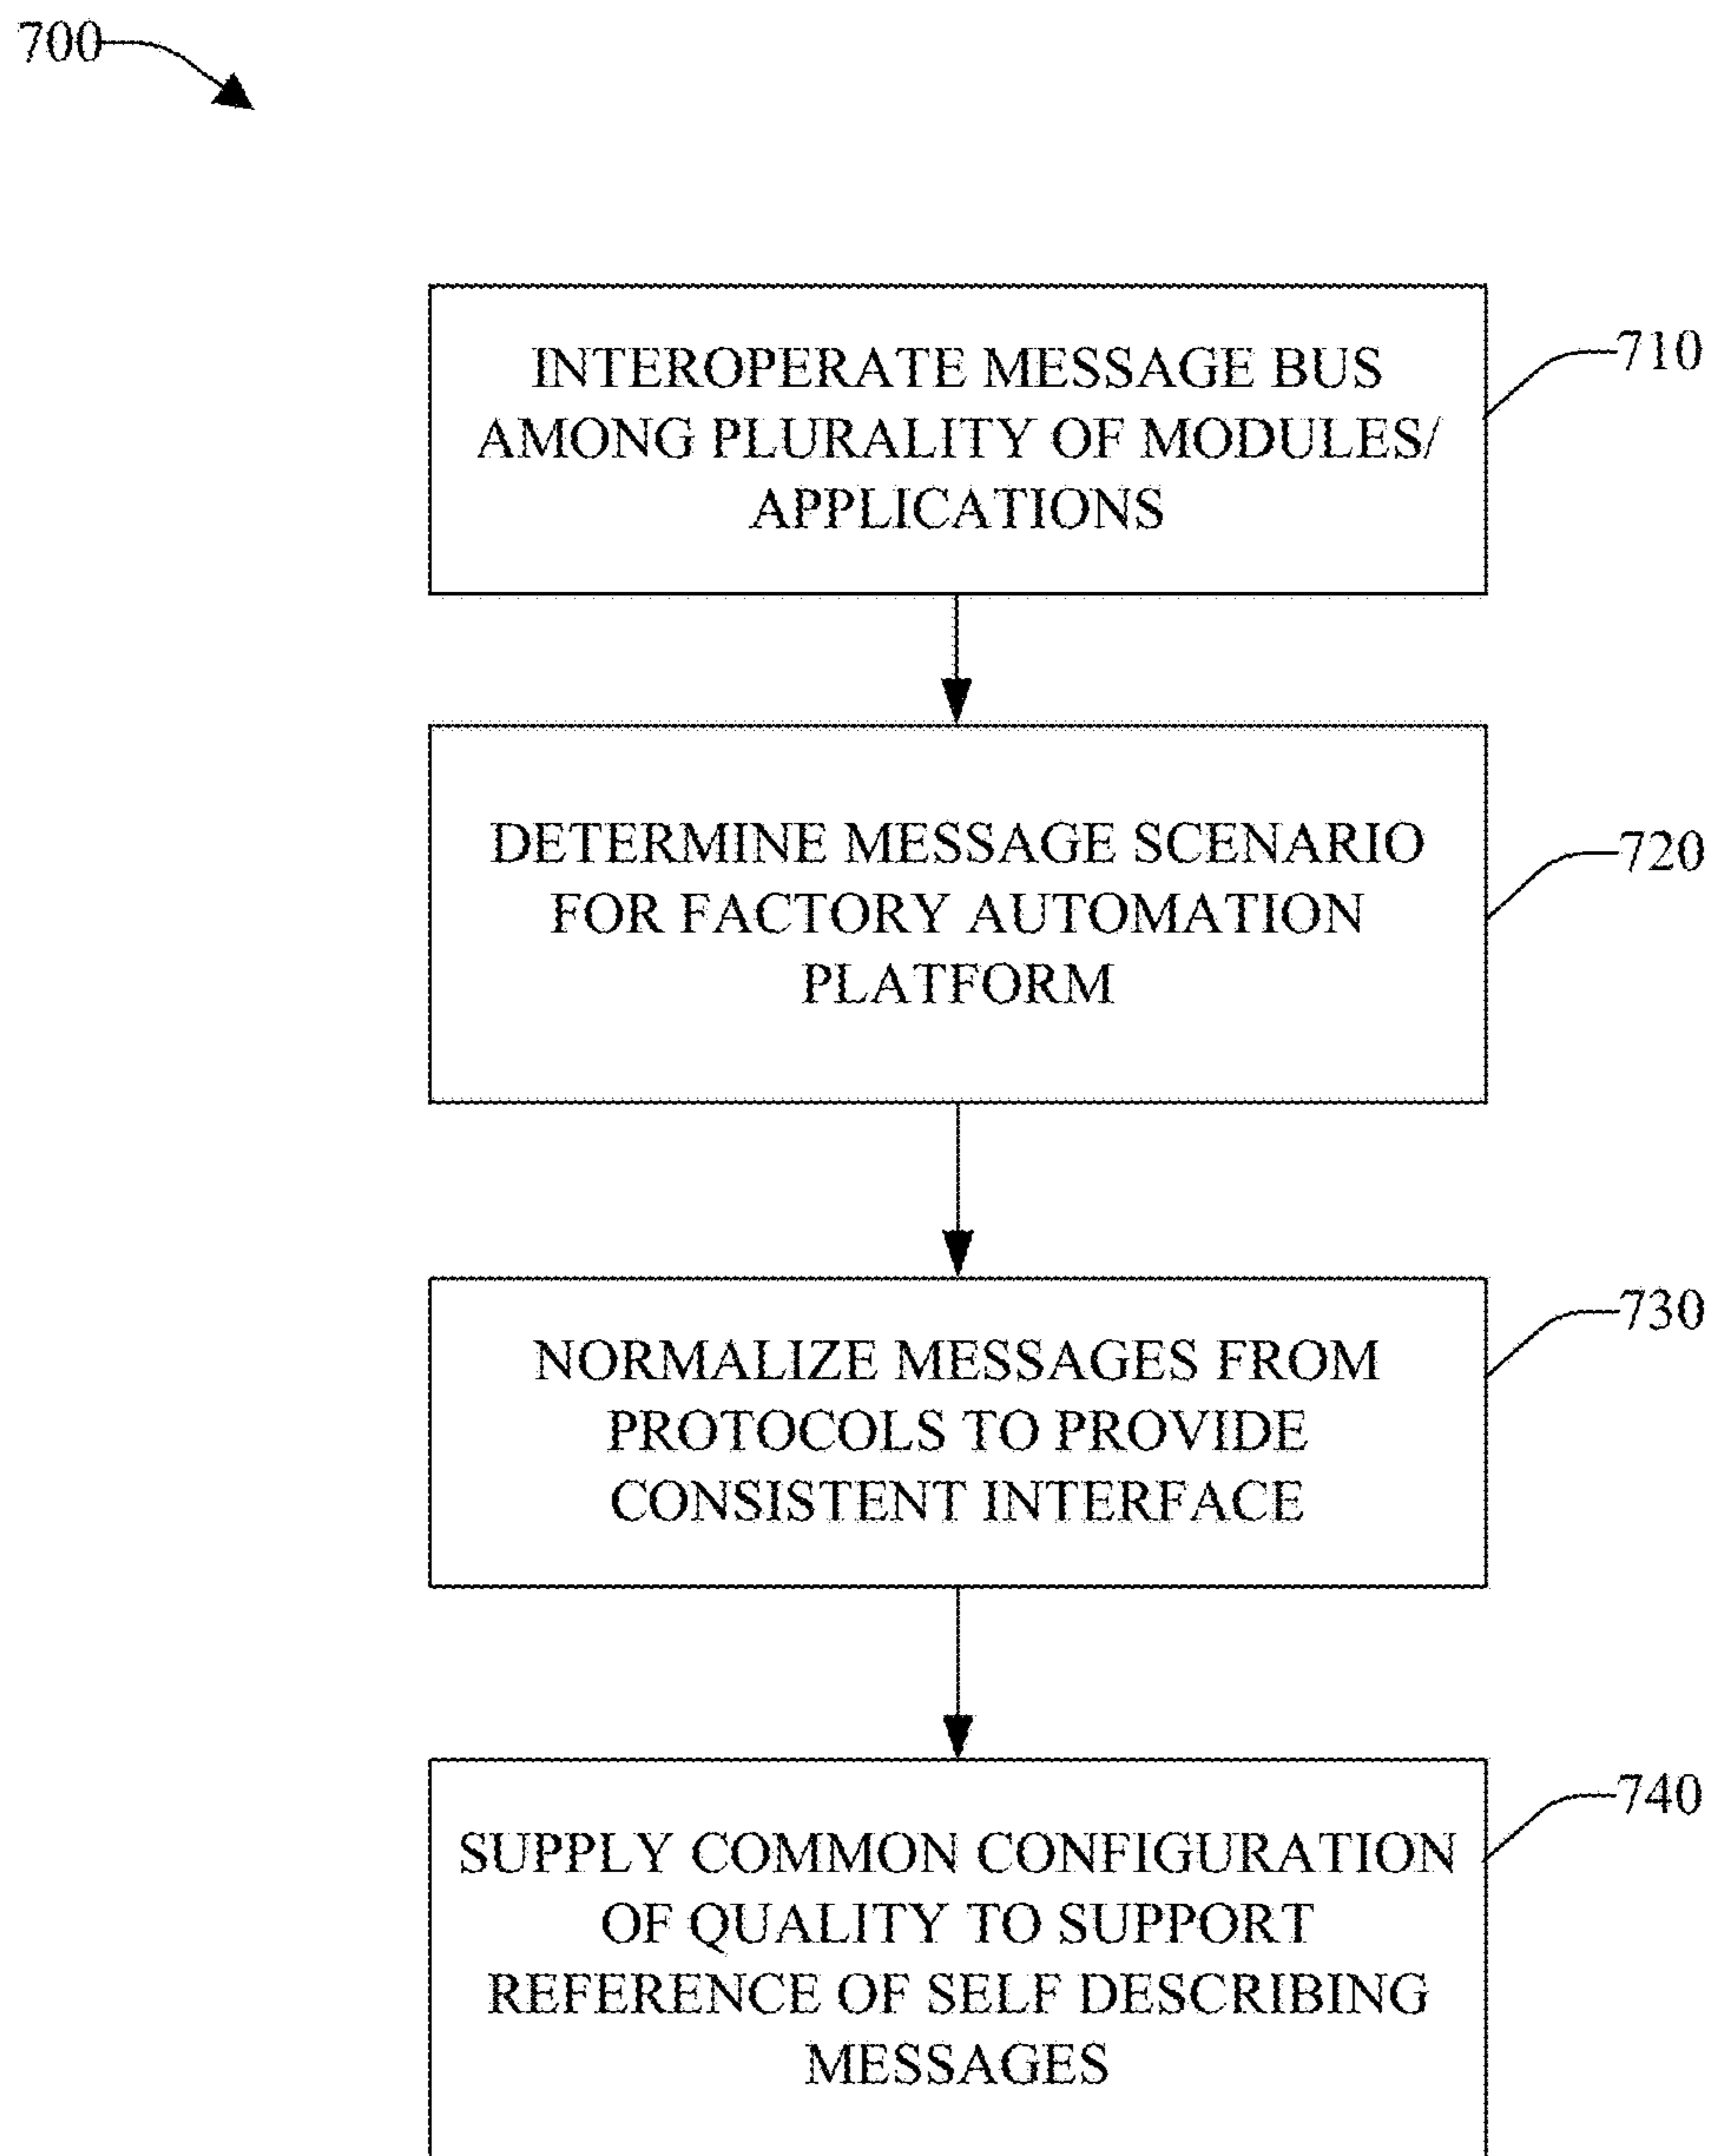 700
INTEROPERATE MESSAGE BUS
AMONG PLURALITY OF MODULES/
APPLICATIONS
710
DETERMINE MESSAGE SCENARIO
FOR FACTORY AUTOMATION
PLATFORM
720
NORMALIZE MESSAGES FROM
PROTOCOLS TO PROVIDE
CONSISTENT INTERFACE
730
SUPPLY COMMON CONFIGURATION
OF QUALITY TO SUPPORT
REFERENCE OF SELF DESCRIBING
MESSAGES
740